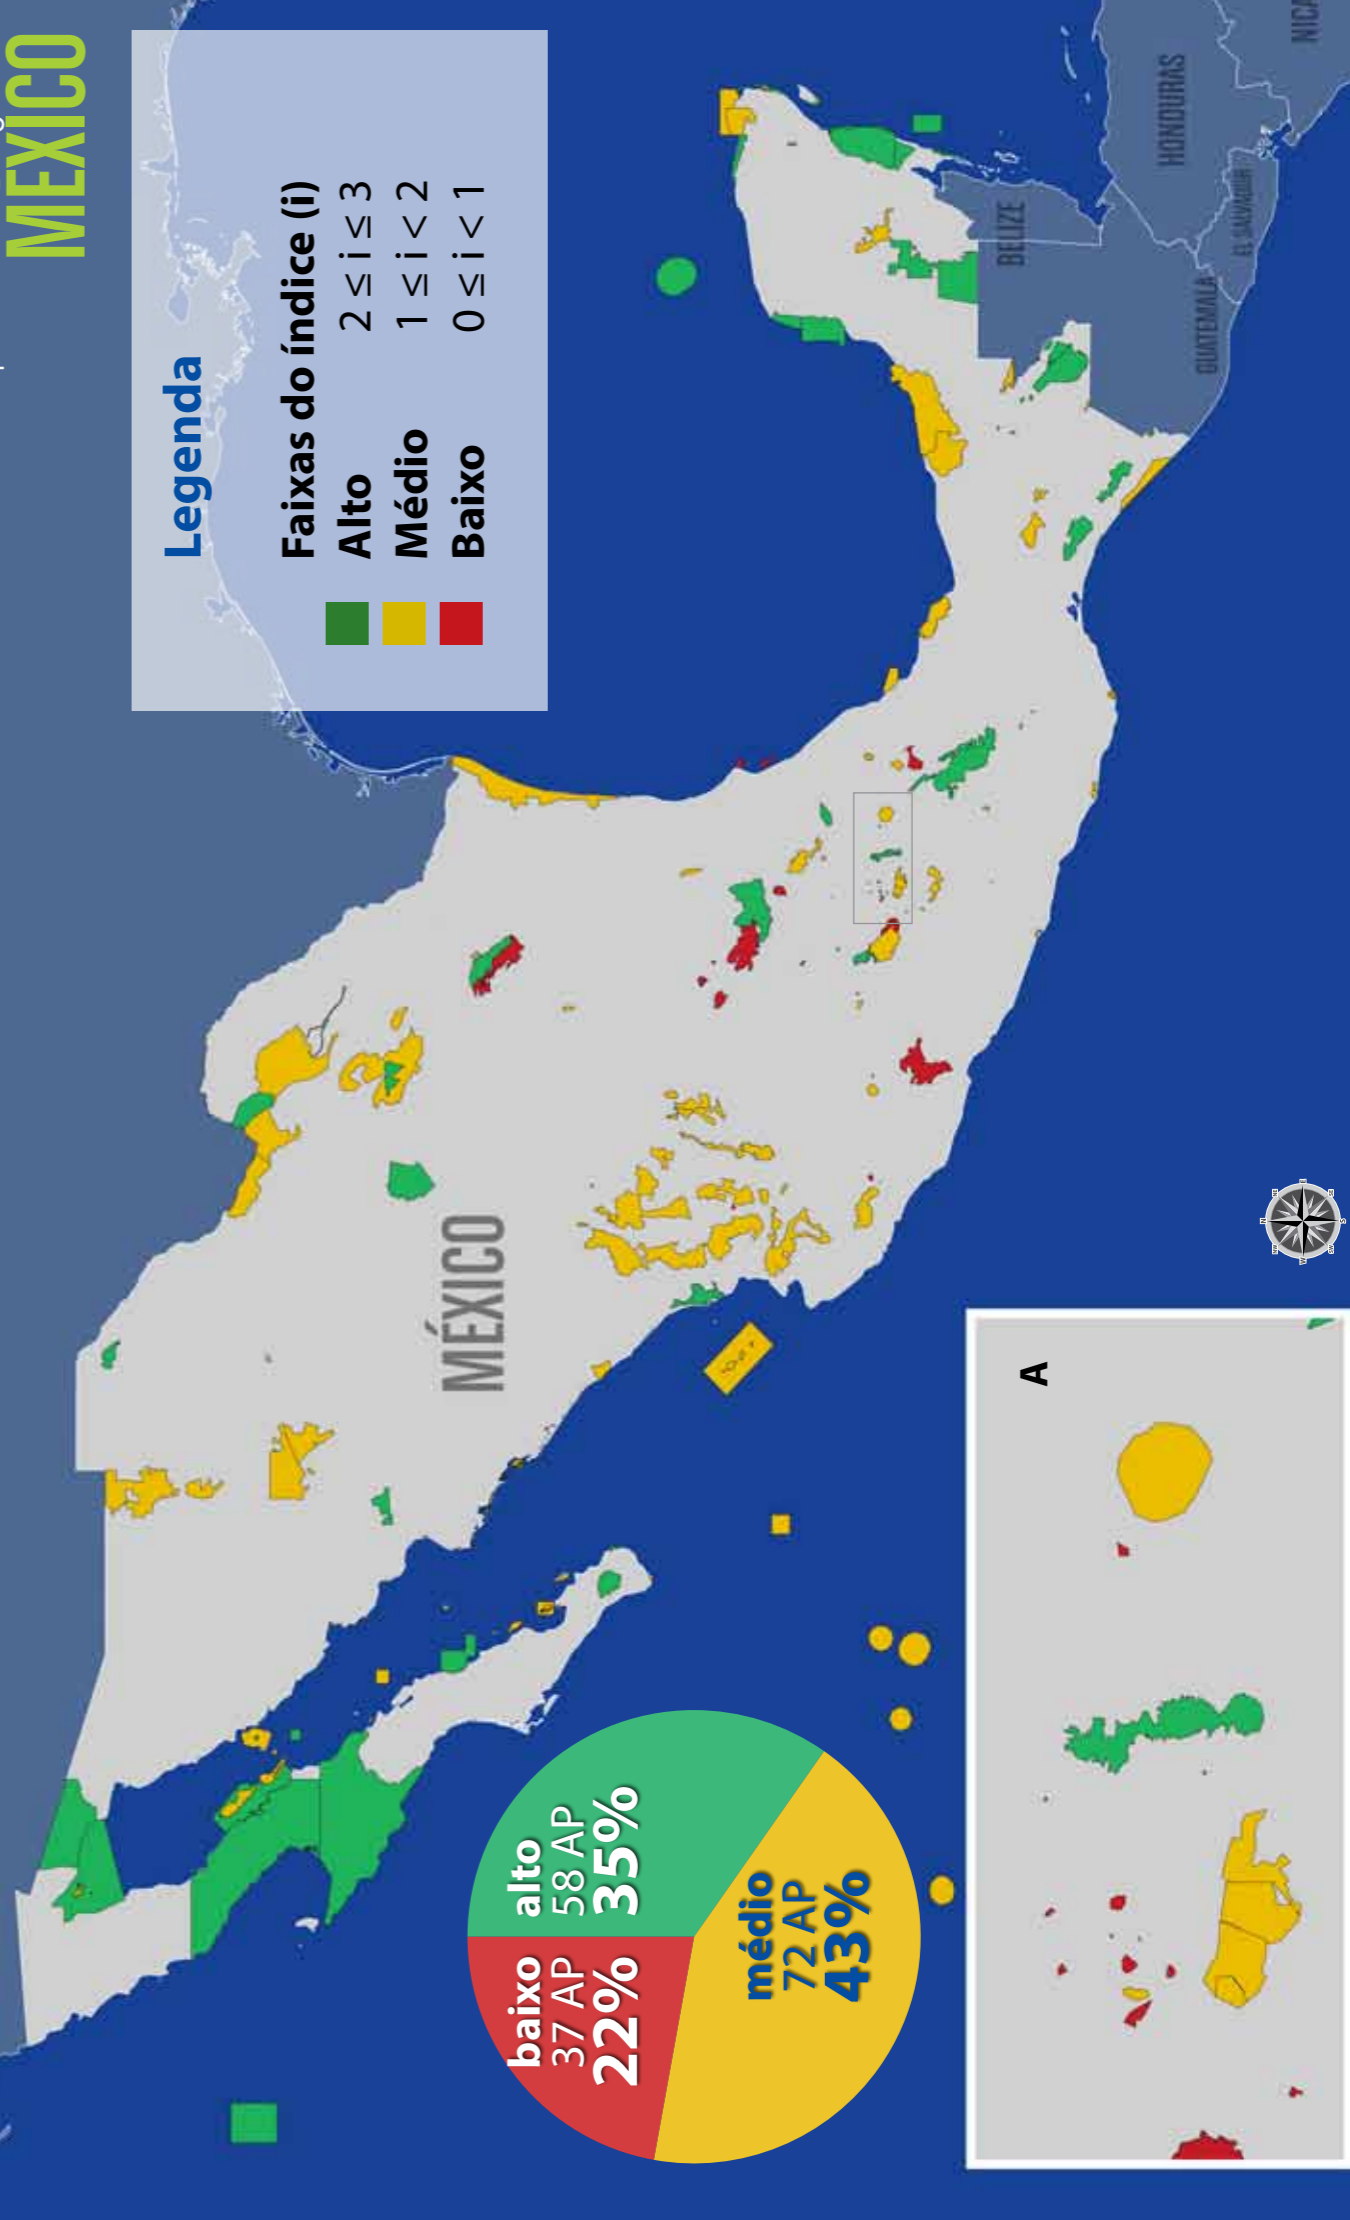 MÉXICO
Legenda
Faixas do índice (i)
Alto 2 ≤ i ≤ 3
Médio 1 ≤ i < 2
Baixo 0 ≤ i < 1
MÉXICO
BELIZE
GUATEMALA
HONDURAS
EL SALVADOR
NICA
baixo
37 AP
22%
alto
58 AP
35%
médio
72 AP
43%
A